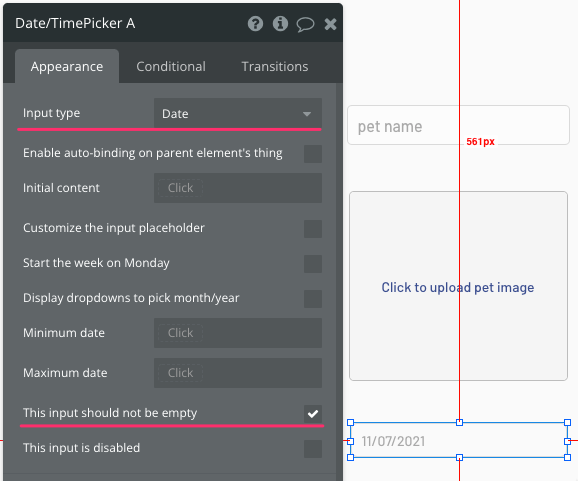 Date/TimePicker A
Appearance
Conditional
Transitions
Input type
Date
Enable auto-binding on parent element's thing
Initial content
Click
Customize the input placeholder
Start the week on Monday
Display dropdowns to pick month/year
Minimum date
Click
Maximum date
Click
This input should not be empty
This input is disabled
pet name
561px
Click to upload pet image
11/07/2021